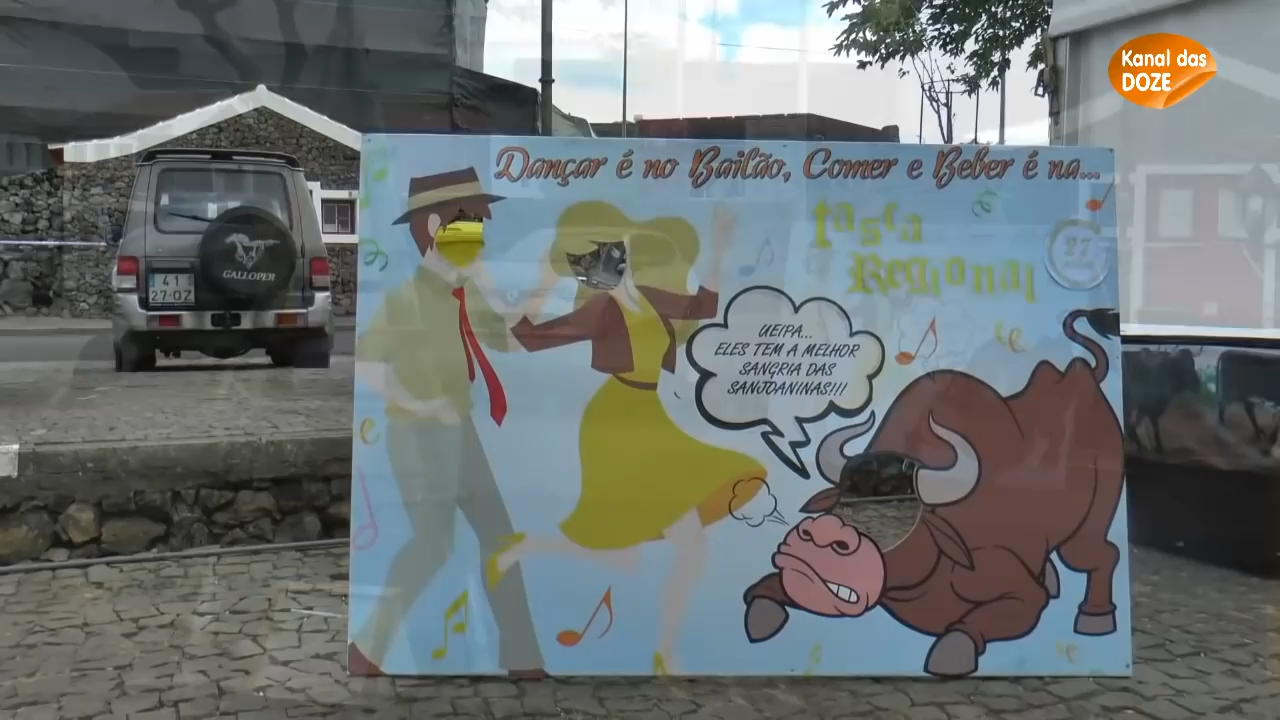 Kanal das
DOZE
Dançar é no Bailão, Comer e Beber é na...
Tasca
Regional
27
UEIPA...
ELES TEM A MELHOR
SANGRIA DAS
SANJOANINAS!!!
GALLOPER
41
27-OZ